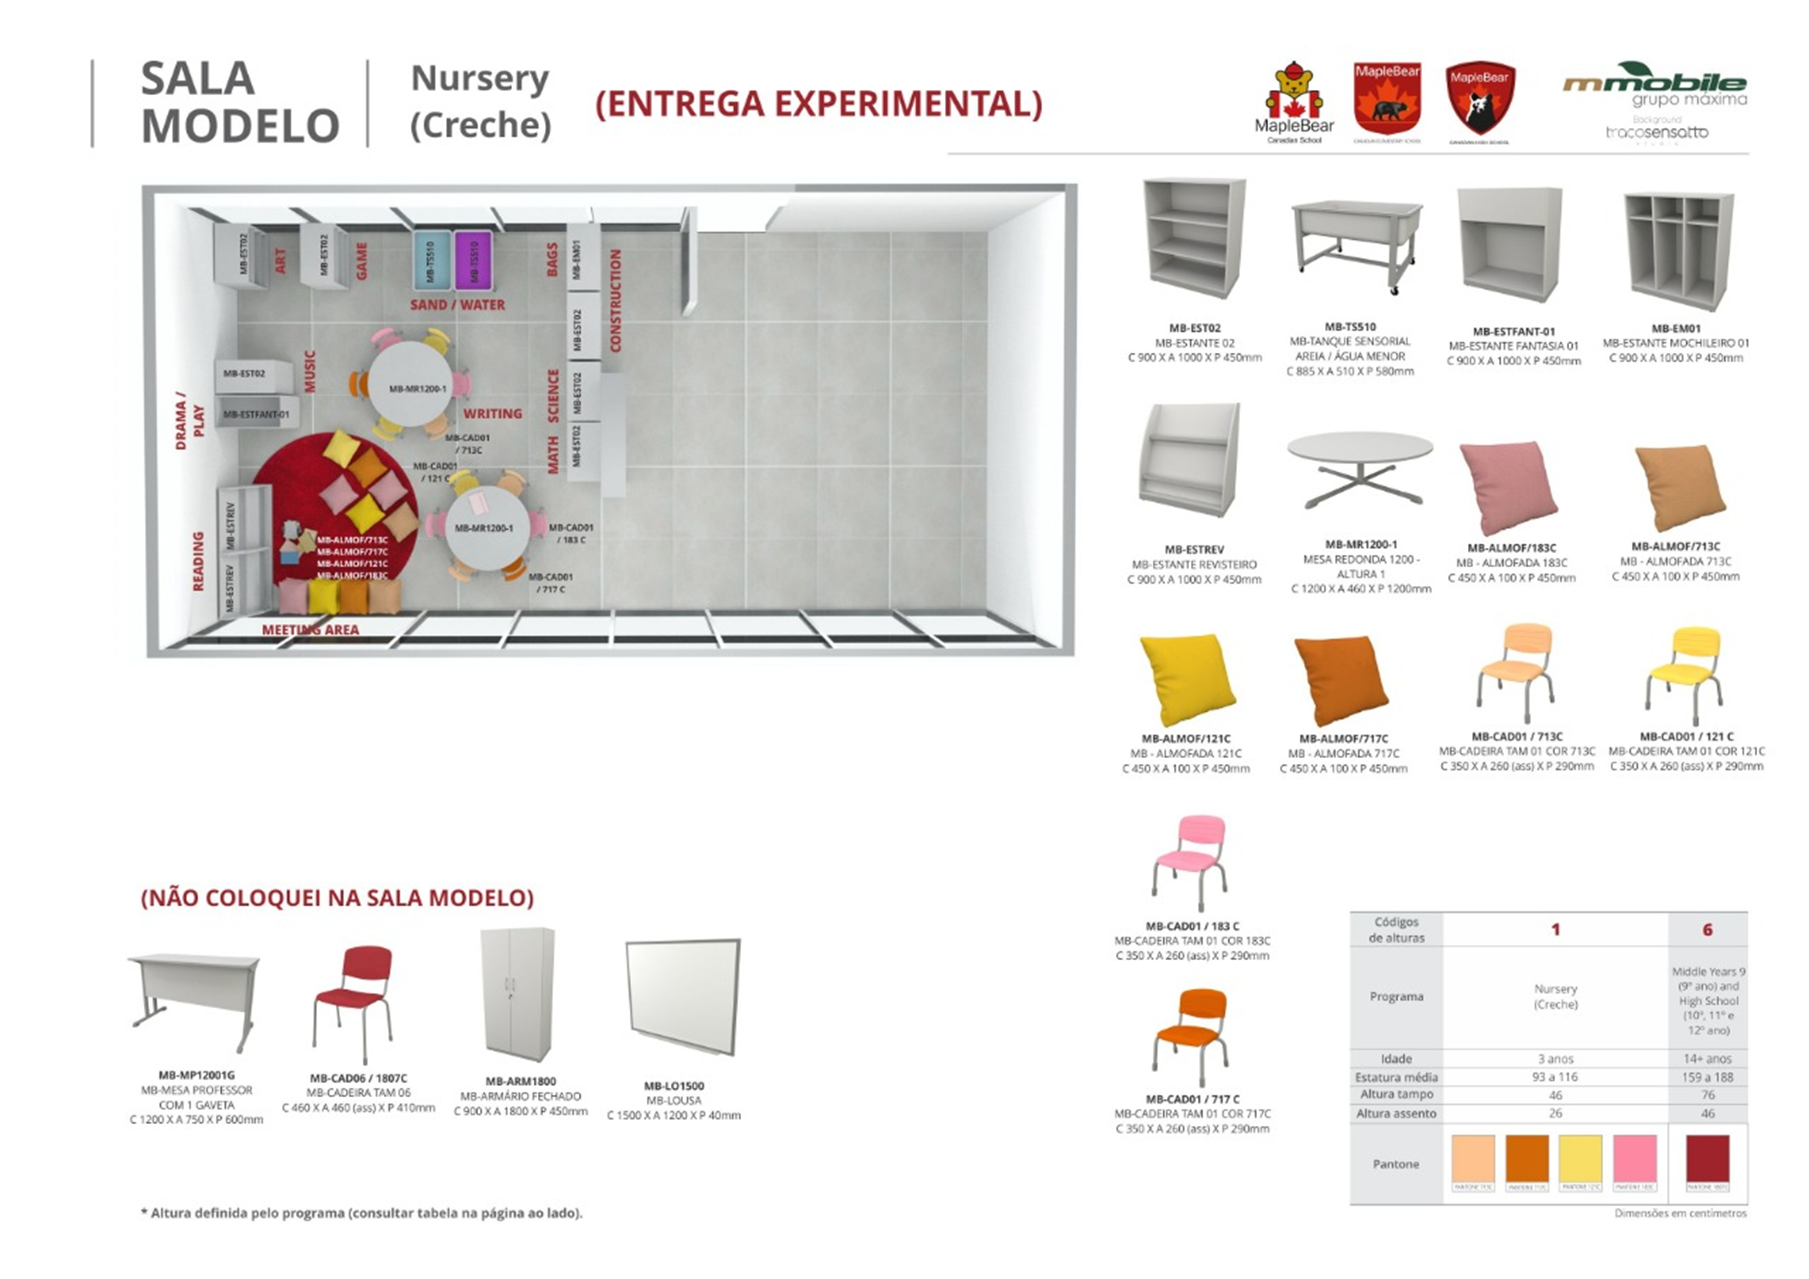 SALA
MODELO
Nursery
(Creche)
(ENTREGA EXPERIMENTAL)
MapleBear
Canadian School
MapleBear
CANADIAN ELEMENTARY SCHOOL
MapleBear
CANADIAN HIGH SCHOOL
mmobile
grupo máxima
Background
traçosensatto
MB-EST02
ART
MB-EST02
GAME
MB-TS510
MB-TS510
SAND / WATER
BAGS
MB-EM01
CONSTRUCTION
MB-EST02
MB-EST02
MUSIC
MB-ESTFANT-01
DRAMA /
PLAY
MB-MR1200-1
WRITING
SCIENCE
MB-EST02
MATH
MB-EST02
MB-CAD01
/ 713C
MB-CAD01
/ 121 C
MB-MR1200-1
MB-CAD01
/ 183 C
MB-CAD01
/ 717 C
READING
MB-ESTREV
MB-ESTREV
MB-ALMOF/713C
MB-ALMOF/717C
MB-ALMOF/121C
MB-ALMOF/183C
MEETING AREA
MB-EST02
MB-ESTANTE 02
C 900 X A 1000 X P 450mm
MB-TS510
MB-TANQUE SENSORIAL
AREIA / ÁGUA MENOR
C 885 X A 510 X P 580mm
MB-ESTFANT-01
MB-ESTANTE FANTASIA 01
C 900 X A 1000 X P 450mm
MB-EM01
MB-ESTANTE MOCHILEIRO 01
C 900 X A 1000 X P 450mm
MB-ESTREV
MB-ESTANTE REVISTEIRO
C 900 X A 1000 X P 450mm
MB-MR1200-1
MESA REDONDA 1200 -
ALTURA 1
C 1200 X A 460 X P 1200mm
MB-ALMOF/183C
MB - ALMOFADA 183C
C 450 X A 100 X P 450mm
MB-ALMOF/713C
MB - ALMOFADA 713C
C 450 X A 100 X P 450mm
MB-ALMOF/121C
MB - ALMOFADA 121C
C 450 X A 100 X P 450mm
MB-ALMOF/717C
MB - ALMOFADA 717C
C 450 X A 100 X P 450mm
MB-CAD01 / 713C
MB-CADEIRA TAM 01 COR 713C
C 350 X A 260 (ass) X P 290mm
MB-CAD01 / 121 C
MB-CADEIRA TAM 01 COR 121C
C 350 X A 260 (ass) X P 290mm
MB-CAD01 / 183 C
MB-CADEIRA TAM 01 COR 183C
C 350 X A 260 (ass) X P 290mm
MB-CAD01 / 717 C
MB-CADEIRA TAM 01 COR 717C
C 350 X A 260 (ass) X P 290mm
(NÃO COLOQUEI NA SALA MODELO)
MB-MP12001G
MB-MESA PROFESSOR
COM 1 GAVETA
C 1200 X A 750 X P 600mm
MB-CAD06 / 1807C
MB-CADEIRA TAM 06
C 460 X A 460 (ass) X P 410mm
MB-ARM1800
MB-ARMÁRIO FECHADO
C 900 X A 1800 X P 450mm
MB-LO1500
MB-LOUSA
C 1500 X A 1200 X P 40mm
Códigos
de alturas
1
6
Programa
Nursery
(Creche)
Middle Years 9
(9º ano) and
High School
(10º, 11º e
12º ano)
Idade
3 anos
14+ anos
Estatura média
93 a 116
159 a 188
Altura tampo
46
76
Altura assento
26
46
Pantone
PANTONE 713C
PANTONE 717C
PANTONE 121C
PANTONE 183C
PANTONE 1807C
Dimensões em centímetros
* Altura definida pelo programa (consultar tabela na página ao lado).